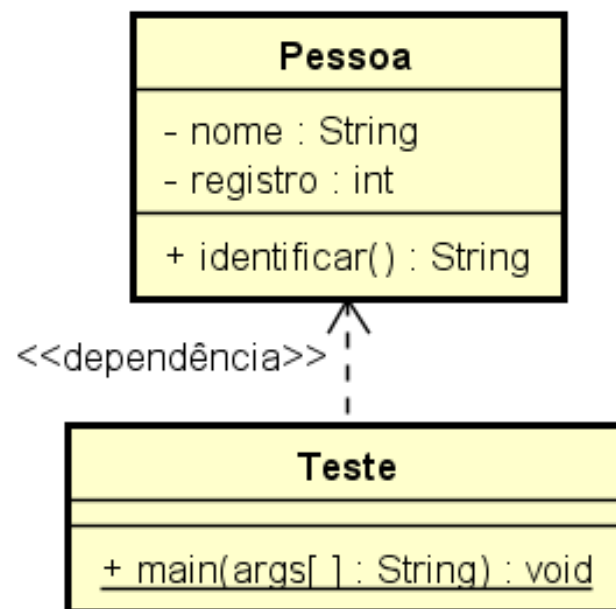 Pessoa
- nome : String
- registro : int
+ identificar() : String
<<dependência>>
Teste
+ main(args[ ] : String) : void